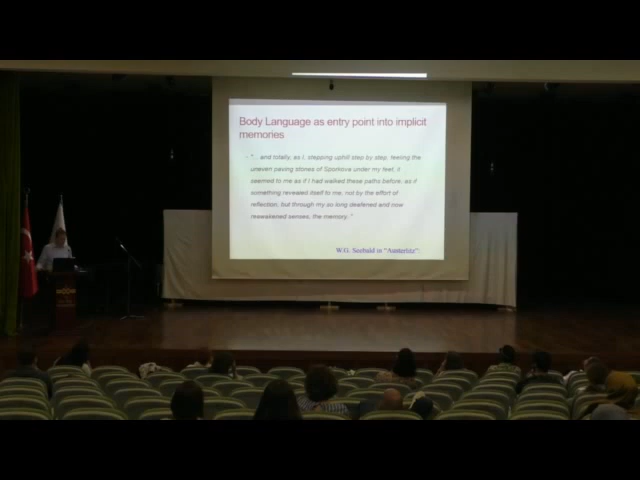 Body Language as entry point into implicit
memories
- "... and totally, as I, stepping uphill step by step, feeling the
uneven paving stones of Sporkova under my feet, it
seemed to me as if I had walked these paths before; as if
something revealed itself to me, not by the effort of
reflection, but through my so long deafened and now
reawakened senses, the memory."
W.G. Seebald in "Austerlitz"